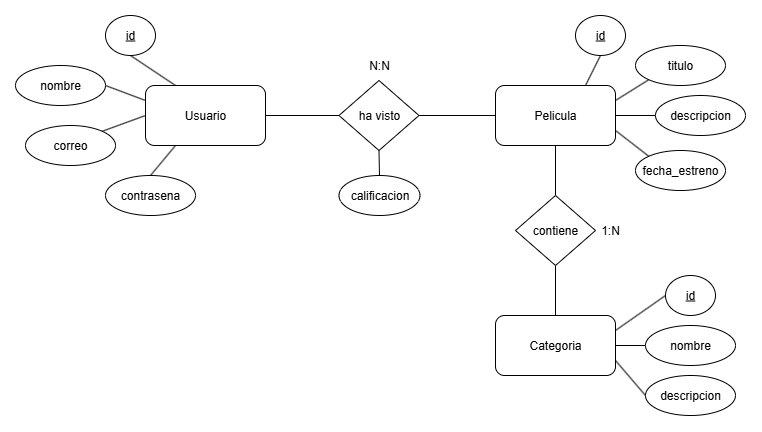 id
nombre
correo
contrasena
Usuario
N:N
ha visto
calificacion
Pelicula
id
titulo
descripcion
fecha_estreno
contiene
1:N
Categoria
id
nombre
descripcion